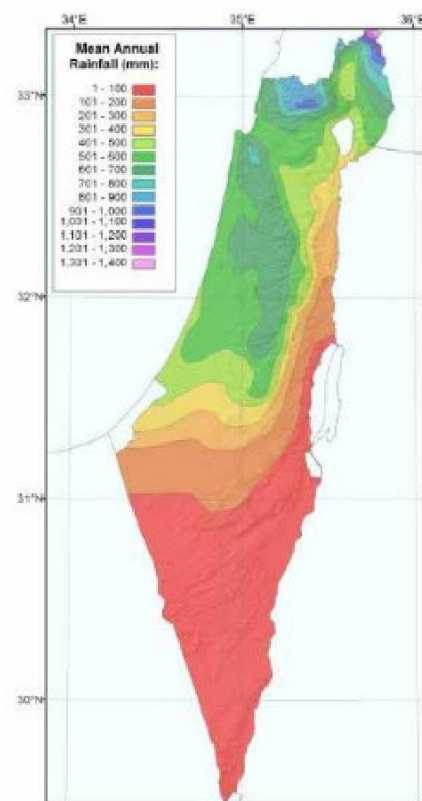 34°E 35°E 36°E
Mean Annual
Rainfall (mm):
1 - 100
101 - 200
201 - 300
301 - 400
401 - 500
501 - 600
601 - 700
701 - 800
801 - 900
901 - 1,000
1,001 - 1,100
1,101 - 1,200
1,201 - 1,300
1,301 - 1,400
33°N
32°N
31°N
30°N